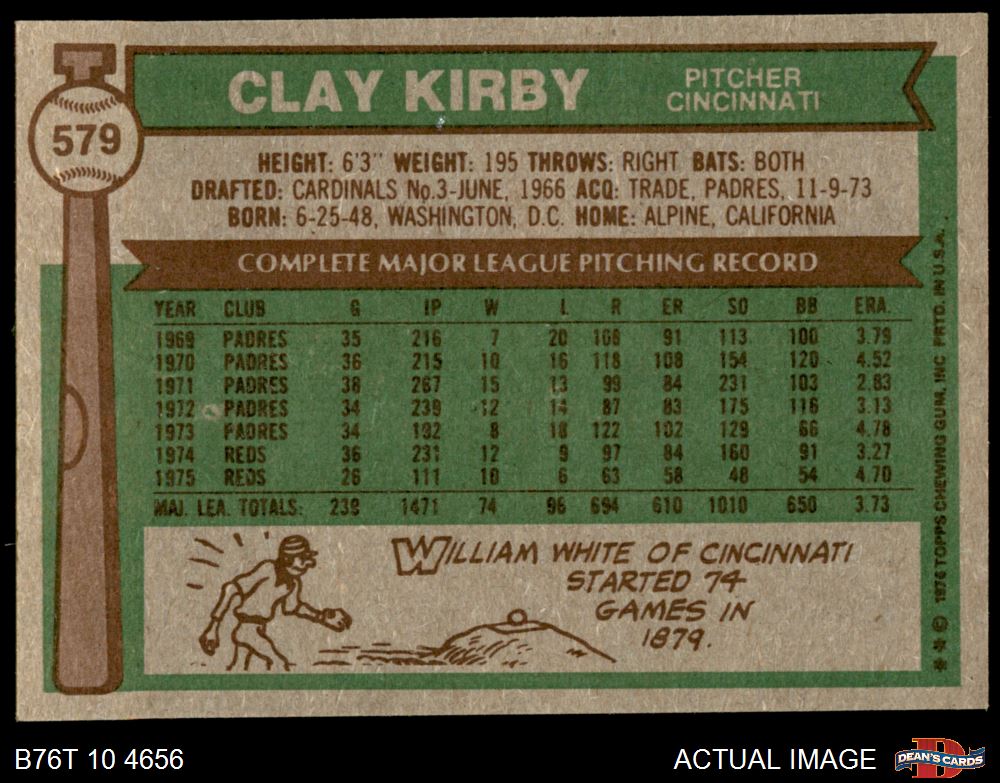 579
CLAY KIRBY
PITCHER
CINCINNATI
HEIGHT: 6'3" WEIGHT: 195 THROWS: RIGHT BATS: BOTH
DRAFTED: CARDINALS No.3-JUNE, 1966 ACQ: TRADE, PADRES, 11-9-73
BORN: 6-25-48, WASHINGTON, D.C. HOME: ALPINE, CALIFORNIA
COMPLETE MAJOR LEAGUE PITCHING RECORD
YEAR CLUB G IP W L R ER SO BB ERA.
1969 PADRES 35 216 7 20 108 91 113 100 3.79
1970 PADRES 36 215 10 16 118 108 154 120 4.52
1971 PADRES 38 267 15 13 99 84 231 103 2.83
1972 PADRES 34 239 12 14 87 83 175 116 3.13
1973 PADRES 34 192 8 18 122 102 129 66 4.78
1974 REDS 36 231 12 9 97 84 160 91 3.27
1975 REDS 26 111 10 6 63 58 48 54 4.70
MAJ. LEA. TOTALS: 239 1471 74 96 694 610 1010 650 3.73
WILLIAM WHITE OF CINCINNATI
STARTED 74
GAMES IN
1879.
* * © 1976 TOPPS CHEWING GUM, INC PRTD. IN U.S.A.
B76T 10 4656
ACTUAL IMAGE
D
DEAN'S CARDS